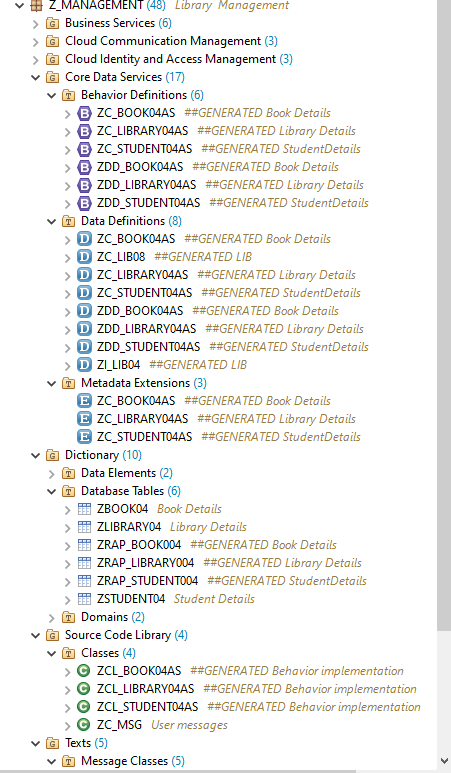 Z_MANAGEMENT (48) Library Management
G Business Services (6)
G Cloud Communication Management (3)
G Cloud Identity and Access Management (3)
G Core Data Services (17)
T Behavior Definitions (6)
B ZC_BOOK04AS ##GENERATED Book Details
B ZC_LIBRARY04AS ##GENERATED Library Details
B ZC_STUDENT04AS ##GENERATED StudentDetails
B ZDD_BOOK04AS ##GENERATED Book Details
B ZDD_LIBRARY04AS ##GENERATED Library Details
B ZDD_STUDENT04AS ##GENERATED StudentDetails
T Data Definitions (8)
D ZC_BOOK04AS ##GENERATED Book Details
D ZC_LIB08 ##GENERATED LIB
D ZC_LIBRARY04AS ##GENERATED Library Details
D ZC_STUDENT04AS ##GENERATED StudentDetails
D ZDD_BOOK04AS ##GENERATED Book Details
D ZDD_LIBRARY04AS ##GENERATED Library Details
D ZDD_STUDENT04AS ##GENERATED StudentDetails
D ZI_LIB04 ##GENERATED LIB
T Metadata Extensions (3)
E ZC_BOOK04AS ##GENERATED Book Details
E ZC_LIBRARY04AS ##GENERATED Library Details
E ZC_STUDENT04AS ##GENERATED StudentDetails
G Dictionary (10)
T Data Elements (2)
T Database Tables (6)
ZBOOK04 Book Details
ZLIBRARY04 Library Details
ZRAP_BOOK004 ##GENERATED Book Details
ZRAP_LIBRARY004 ##GENERATED Library Details
ZRAP_STUDENT004 ##GENERATED StudentDetails
ZSTUDENT04 Student Details
T Domains (2)
G Source Code Library (4)
T Classes (4)
C ZCL_BOOK04AS ##GENERATED Behavior implementation
C ZCL_LIBRARY04AS ##GENERATED Behavior implementation
C ZCL_STUDENT04AS ##GENERATED Behavior implementation
C ZC_MSG User messages
G Texts (5)
T Message Classes (5)